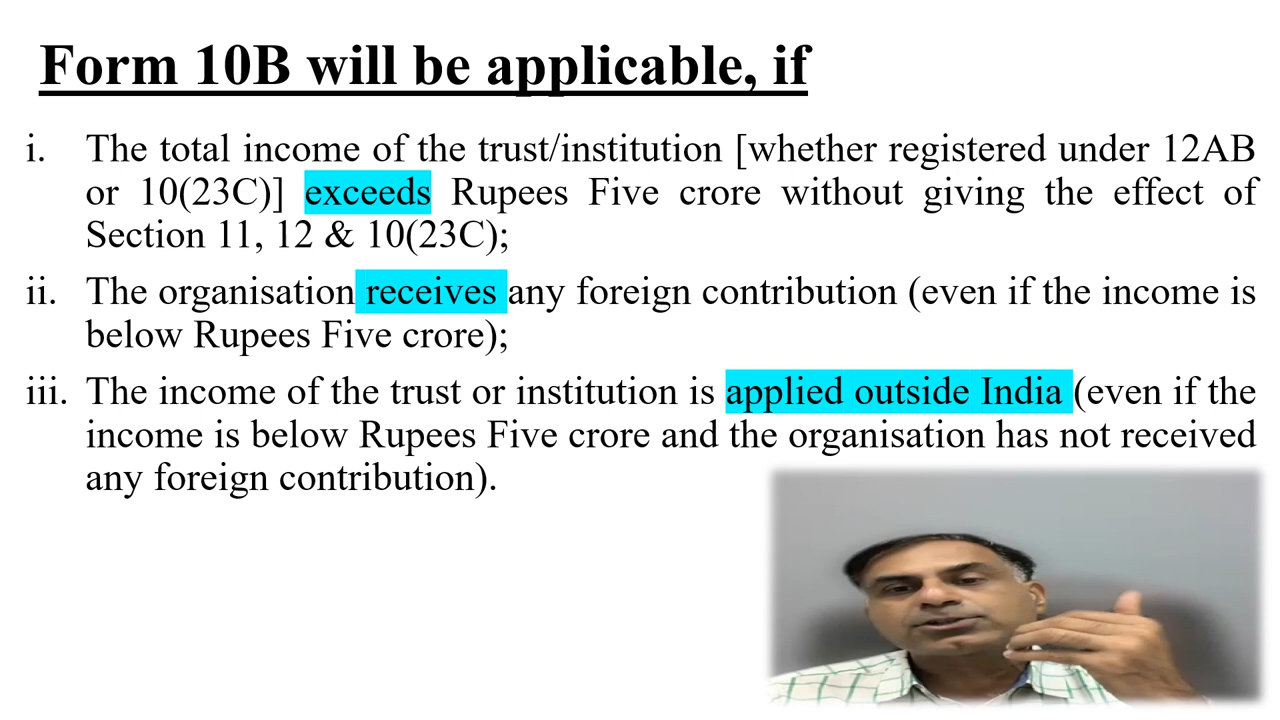 Form 10B will be applicable, if
i. The total income of the trust/institution [whether registered under 12AB
or 10(23C)] exceeds Rupees Five crore without giving the effect of
Section 11, 12 & 10(23C);
ii. The organisation receives any foreign contribution (even if the income is
below Rupees Five crore);
iii. The income of the trust or institution is applied outside India (even if the
income is below Rupees Five crore and the organisation has not received
any foreign contribution).